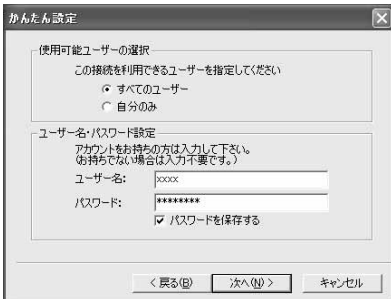 かんたん設定
使用可能ユーザーの選択
この接続を利用できるユーザーを指定してください
すべてのユーザー
自分のみ
ユーザー名・パスワード設定
アカウントをお持ちの方は入力して下さい。
(お持ちでない場合は入力不要です。)
ユーザー名: xxxx
パスワード: ********
パスワードを保存する
< 戻る(B) 次へ(N) > キャンセル